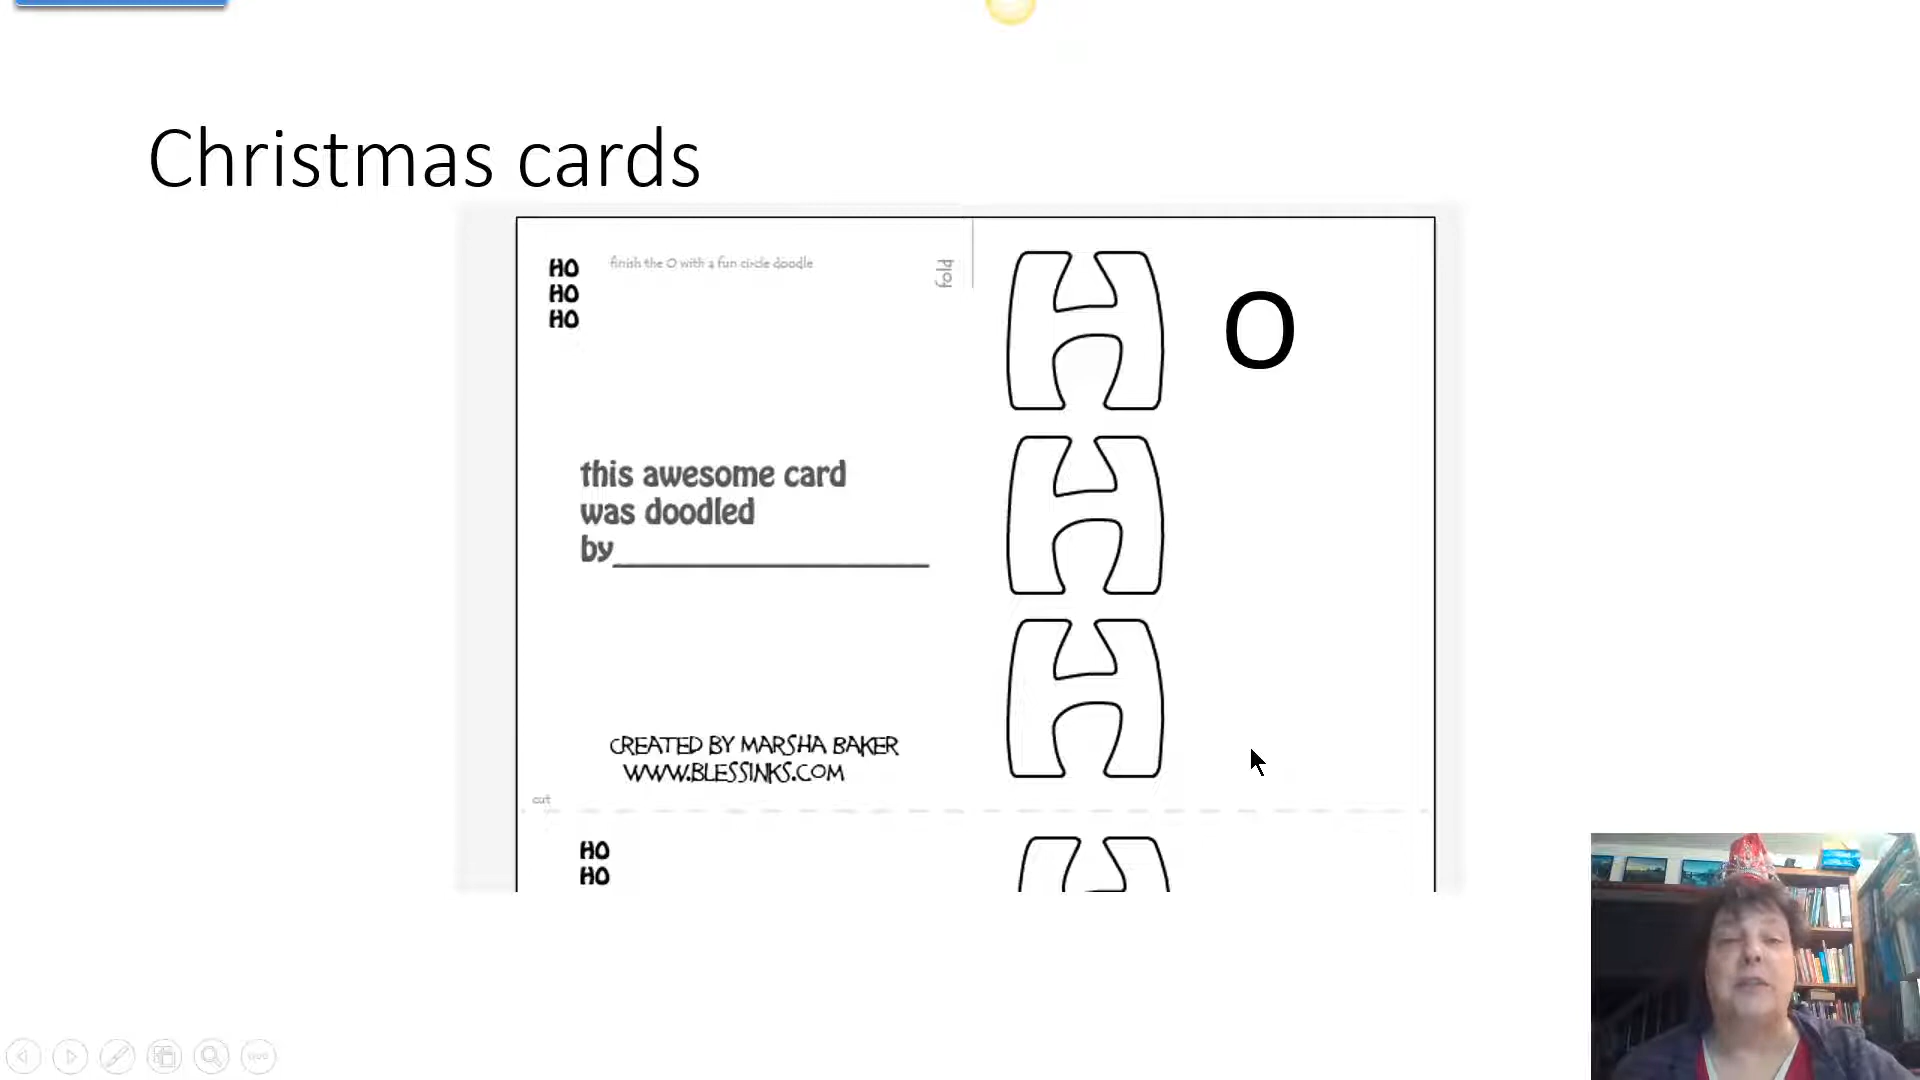 Christmas cards
HO
HO
HO
finish the O with a fun circle doodle
fold
H O
H
H
this awesome card
was doodled
by
CREATED BY MARSHA BAKER
WWW.BLESSINKS.COM
cut
HO
HO
H